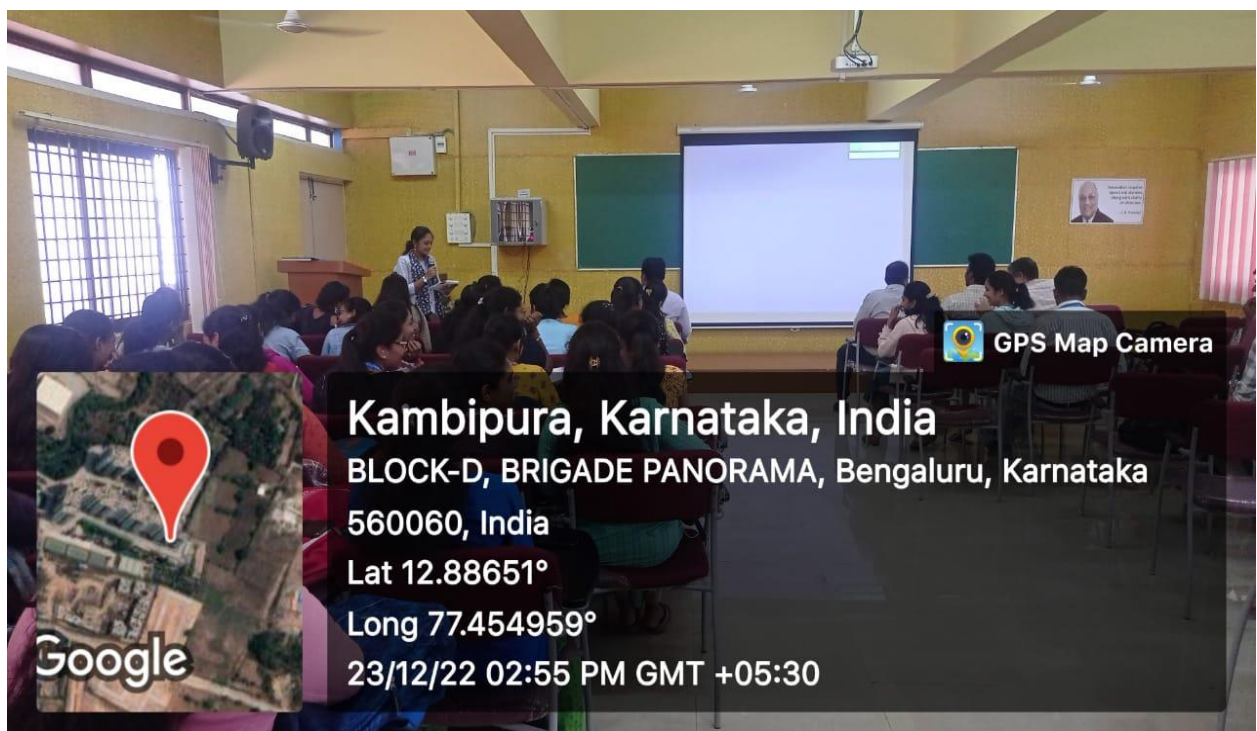 GPS Map Camera
Kambipura, Karnataka, India
BLOCK-D, BRIGADE PANORAMA, Bengaluru, Karnataka
560060, India
Lat 12.88651°
Long 77.454959°
23/12/22 02:55 PM GMT +05:30
Google